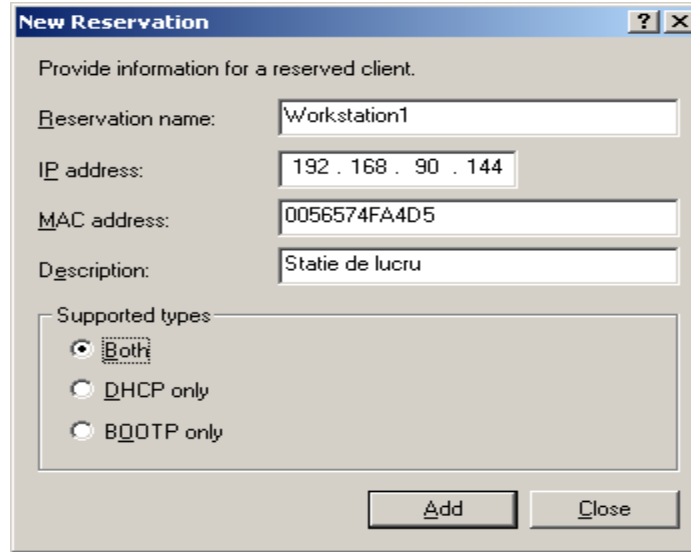 New Reservation
Provide information for a reserved client.
Reservation name: Workstation1
IP address: 192 . 168 . 90 . 144
MAC address: 0056574FA4D5
Description: Statie de lucru
Supported types
Both
DHCP only
BOOTP only
Add Close